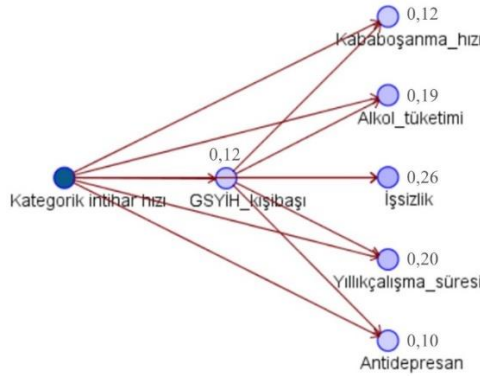 0,12
Kababoşanma_hızı
0,19
Alkol_tüketimi
0,12
Kategorik intihar hızı
GSYİH_kişibaşı
0,26
İşsizlik
0,20
Yıllıkçalışma_süresi
0,10
Antidepresan